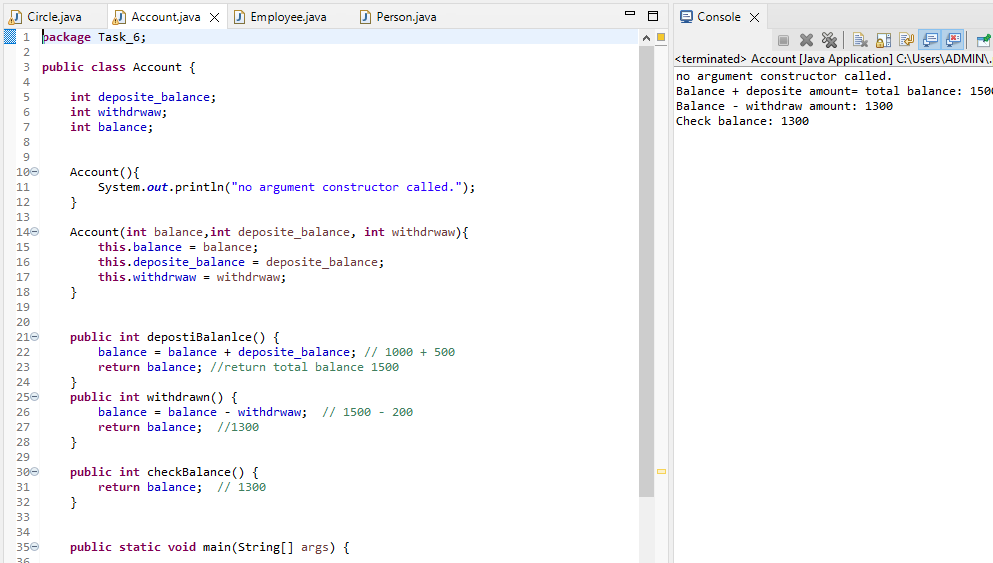 Circle.java Account.java Employee.java Person.java
1 package Task_6;
2
3 public class Account {
4
5 int deposite_balance;
6 int withdrwaw;
7 int balance;
8
9
10 Account(){
11 System.out.println("no argument constructor called.");
12 }
13
14 Account(int balance,int deposite_balance, int withdrwaw){
15 this.balance = balance;
16 this.deposite_balance = deposite_balance;
17 this.withdrwaw = withdrwaw;
18 }
19
20
21 public int depostiBalanlce() {
22 balance = balance + deposite_balance; // 1000 + 500
23 return balance; //return total balance 1500
24 }
25 public int withdrawn() {
26 balance = balance - withdrwaw; // 1500 - 200
27 return balance; //1300
28 }
29
30 public int checkBalance() {
31 return balance; // 1300
32 }
33
34
35 public static void main(String[] args) {
36
Console
<terminated> Account [Java Application] C:\Users\ADMIN\.
no argument constructor called.
Balance + deposite amount= total balance: 1500
Balance - withdraw amount: 1300
Check balance: 1300